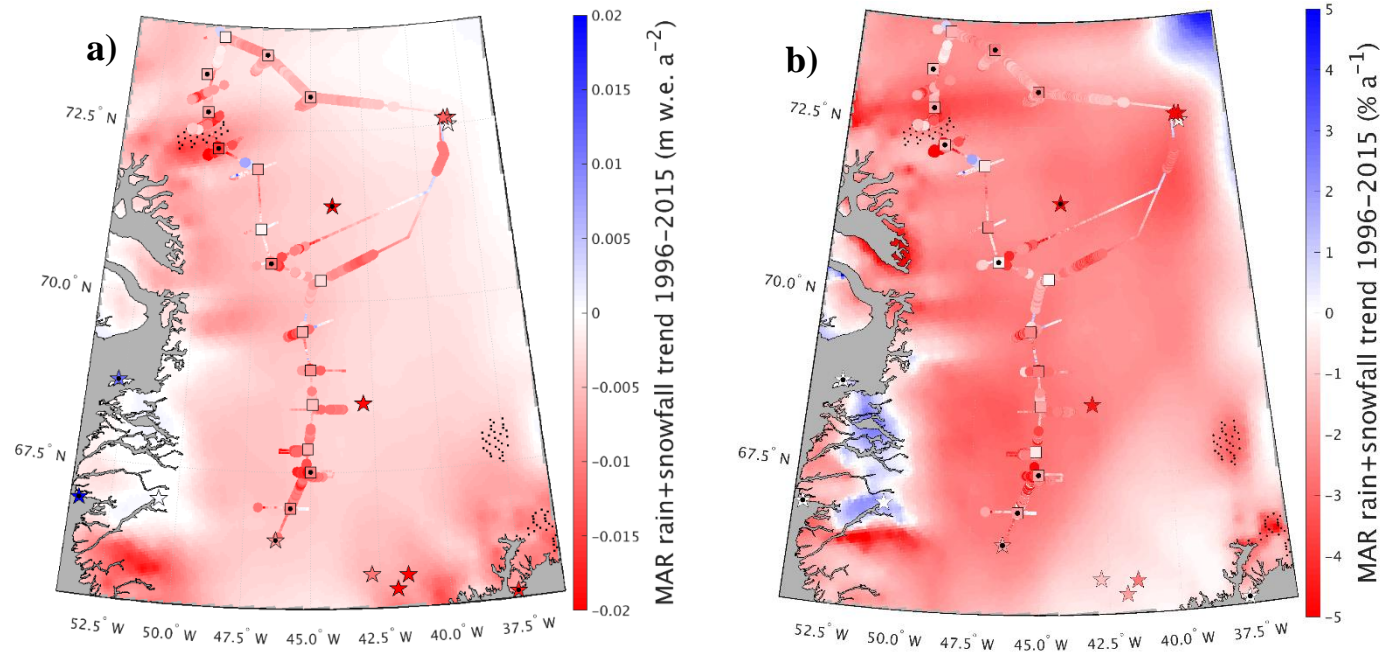 a)
72.5° N
70.0° N
67.5° N
52.5° W
50.0° W
47.5° W
45.0° W
42.5° W
40.0° W
37.5° W
0.02
0.015
0.01
0.005
0
−0.005
−0.01
−0.015
−0.02
MAR rain+snowfall trend 1996−2015 (m w.e. a⁻²)
b)
72.5° N
70.0° N
67.5° N
52.5° W
50.0° W
47.5° W
45.0° W
42.5° W
40.0° W
37.5° W
5
4
3
2
1
0
−1
−2
−3
−4
−5
MAR rain+snowfall trend 1996−2015 (% a⁻¹)